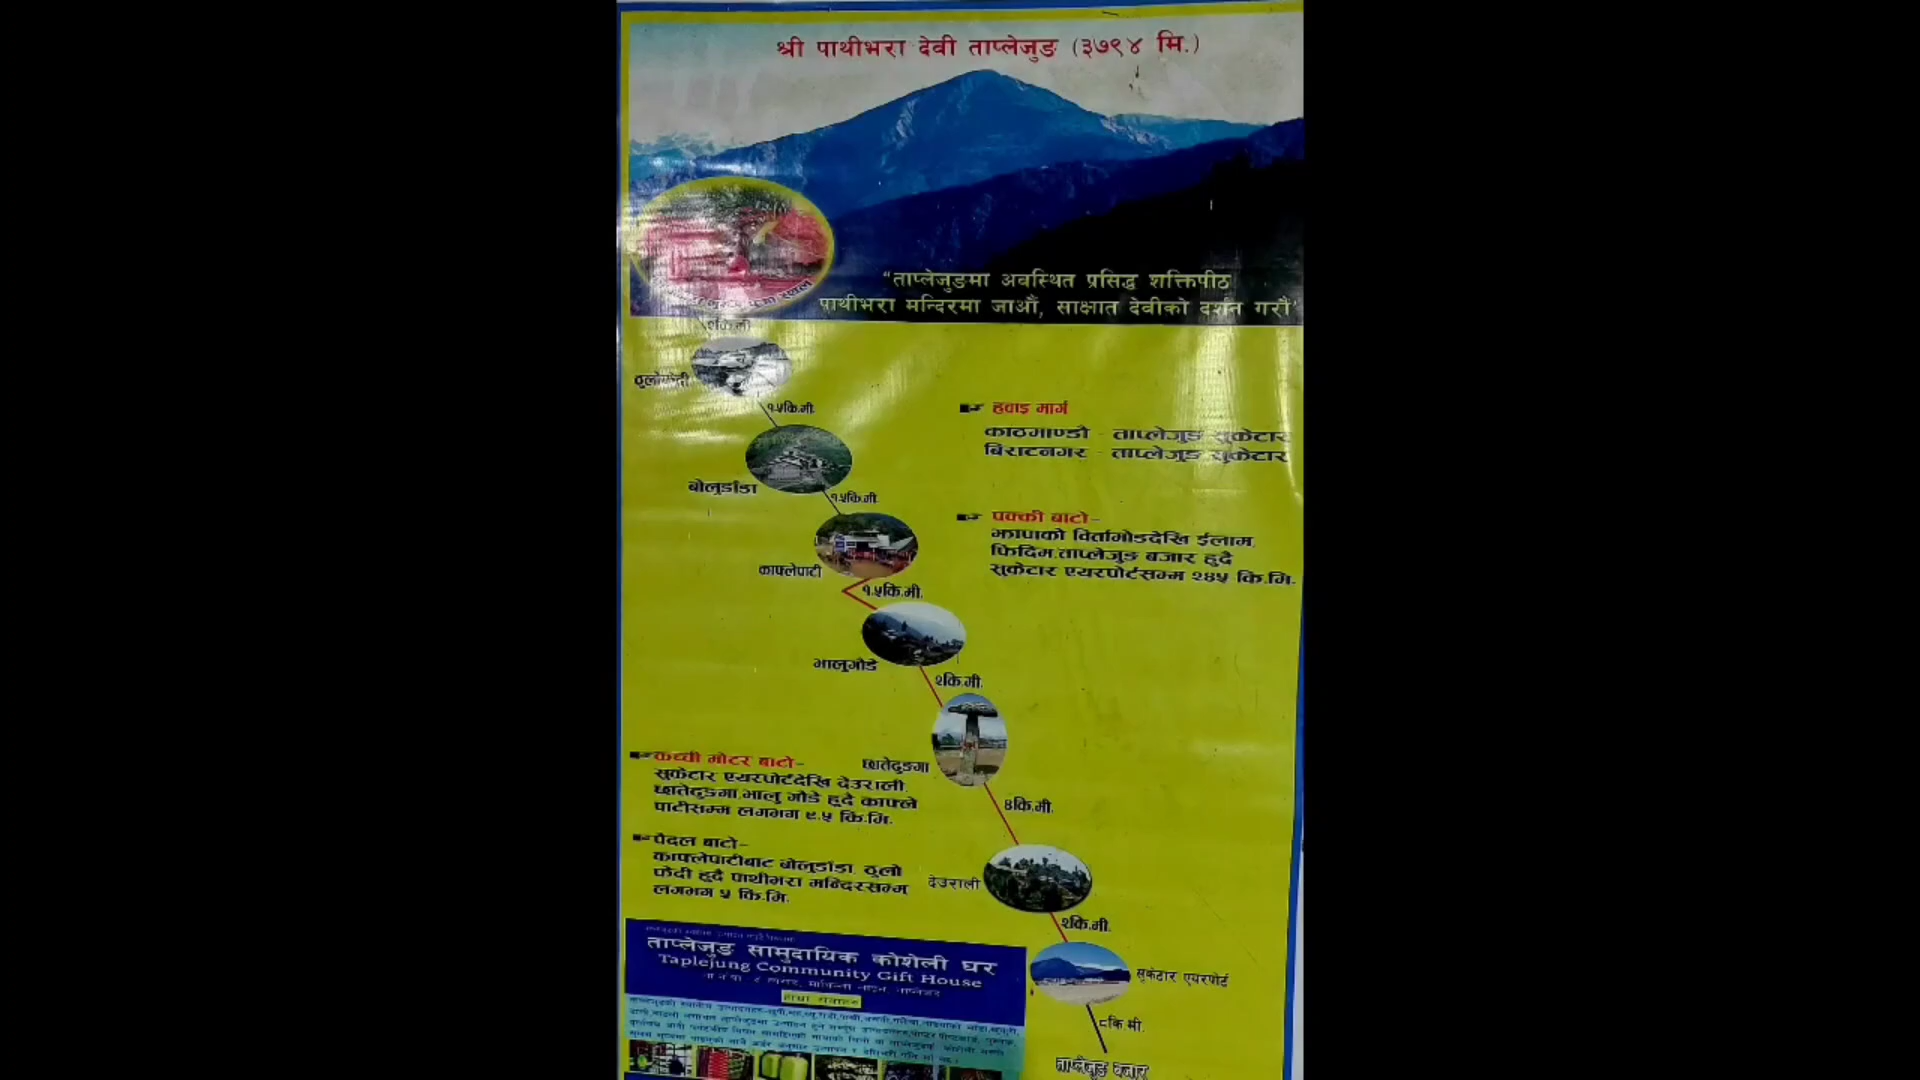 श्री पाथीभरा देवी ताप्लेजुङ (३७९४ मि.)
"ताप्लेजुङमा अवस्थित प्रसिद्ध शक्तिपीठ
पाथीभरा मन्दिरमा जाऔं, साक्षात देवीको दर्शन गरौं"
१.५कि.मी.
हवाइ मार्ग
काठमाण्डौ - ताप्लेजुङ सुकेटार
बिराटनगर - ताप्लेजुङ सुकेटार
बोलुडाँडा
१.५कि.मी.
पक्की बाटो-
झापाको विर्तामोडदेखि ईलाम,
फिदिम,ताप्लेजुङ बजार हुदै
सुकेटार एयरपोर्टसम्म २४५ कि.मि.
काफ्लेपाटी
१.५कि.मी.
भालुगौडे
२कि.मी.
छातेढुङगा
कच्ची मोटर बाटो-
सुकेटार एयरपोर्टदेखि देउराली,
छातेढुङगा,भालु गौडे हुदै काफ्ले
पाटीसम्म लगभग ९.५ कि.मि.
४कि.मी.
पैदल बाटो-
काफ्लेपाटीबाट बोलुडाँडा, ठुलो
फेदी हुदै पाथीभरा मन्दिरसम्म
लगभग ५ कि.मि.
देउराली
२कि.मी.
सुकेटार एयरपोर्ट
ताप्लेजुङ सामुदायिक कोशेली घर
Taplejung Community Gift House
८कि मी.
ताप्लेजुङ बजार